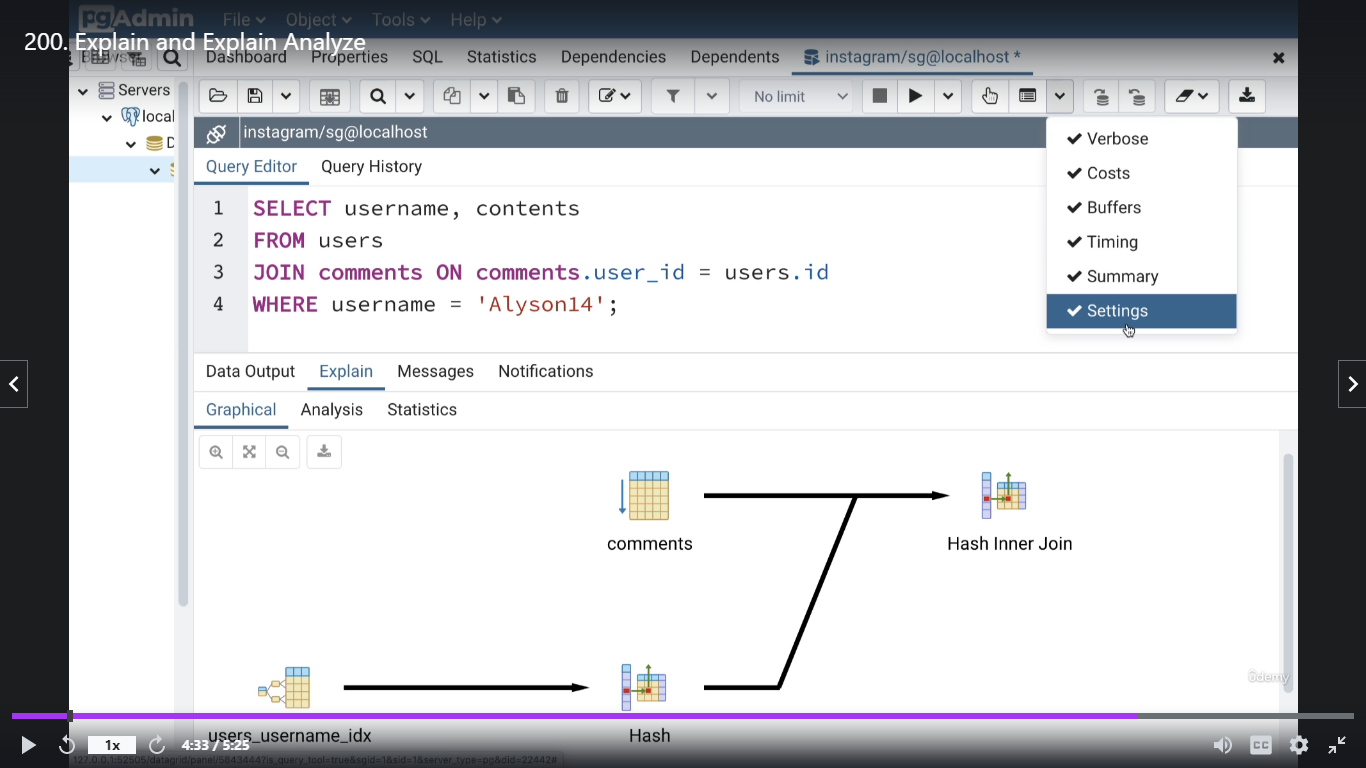 pgAdmin File Object Tools Help
200. Explain and Explain Analyze
Dashboard Properties SQL Statistics Dependencies Dependents instagram/sg@localhost *
Servers
No limit
local
instagram/sg@localhost
Query Editor Query History
1 SELECT username, contents
2 FROM users
3 JOIN comments ON comments.user_id = users.id
4 WHERE username = 'Alyson14';
Verbose
Costs
Buffers
Timing
Summary
Settings
Data Output Explain Messages Notifications
Graphical Analysis Statistics
comments
Hash Inner Join
ûdemy
users_username_idx
Hash
1x 4:33 / 5:25
CC